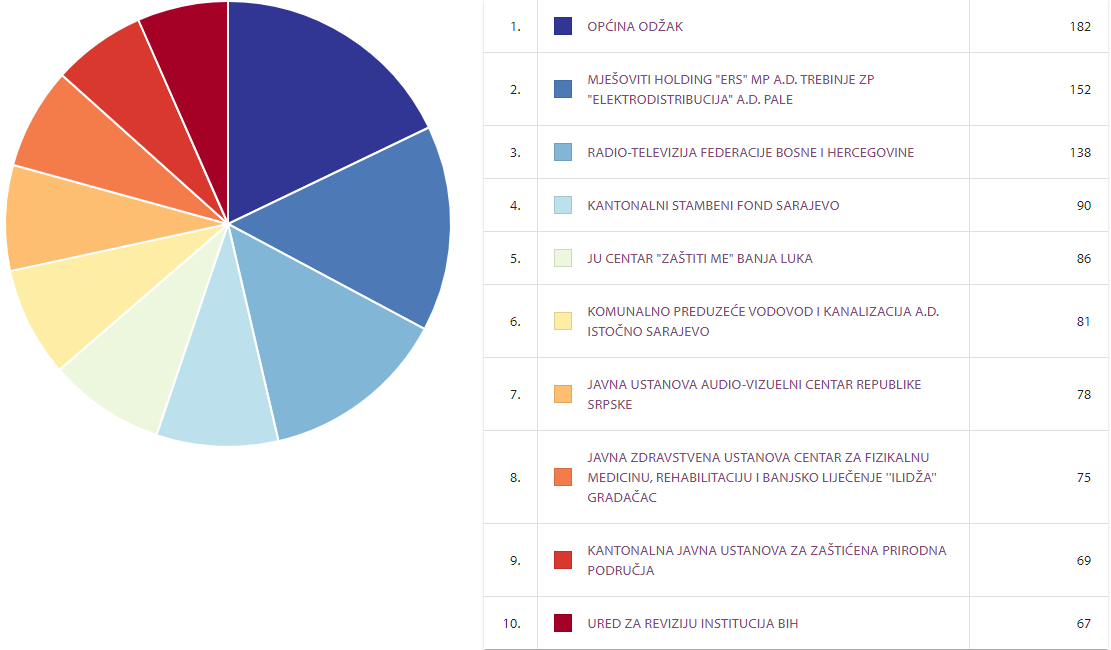 1. OPĆINA ODŽAK 182
2. MJEŠOVITI HOLDING "ERS" MP A.D. TREBINJE ZP
"ELEKTRODISTRIBUCIJA" A.D. PALE 152
3. RADIO-TELEVIZIJA FEDERACIJE BOSNE I HERCEGOVINE 138
4. KANTONALNI STAMBENI FOND SARAJEVO 90
5. JU CENTAR "ZAŠTITI ME" BANJA LUKA 86
6. KOMUNALNO PREDUZEĆE VODOVOD I KANALIZACIJA A.D.
ISTOČNO SARAJEVO 81
7. JAVNA USTANOVA AUDIO-VIZUELNI CENTAR REPUBLIKE
SRPSKE 78
8. JAVNA ZDRAVSTVENA USTANOVA CENTAR ZA FIZIKALNU
MEDICINU, REHABILITACIJU I BANJSKO LIJEČENJE ''ILIDŽA''
GRADAČAC 75
9. KANTONALNA JAVNA USTANOVA ZA ZAŠTIĆENA PRIRODNA
PODRUČJA 69
10. URED ZA REVIZIJU INSTITUCIJA BIH 67